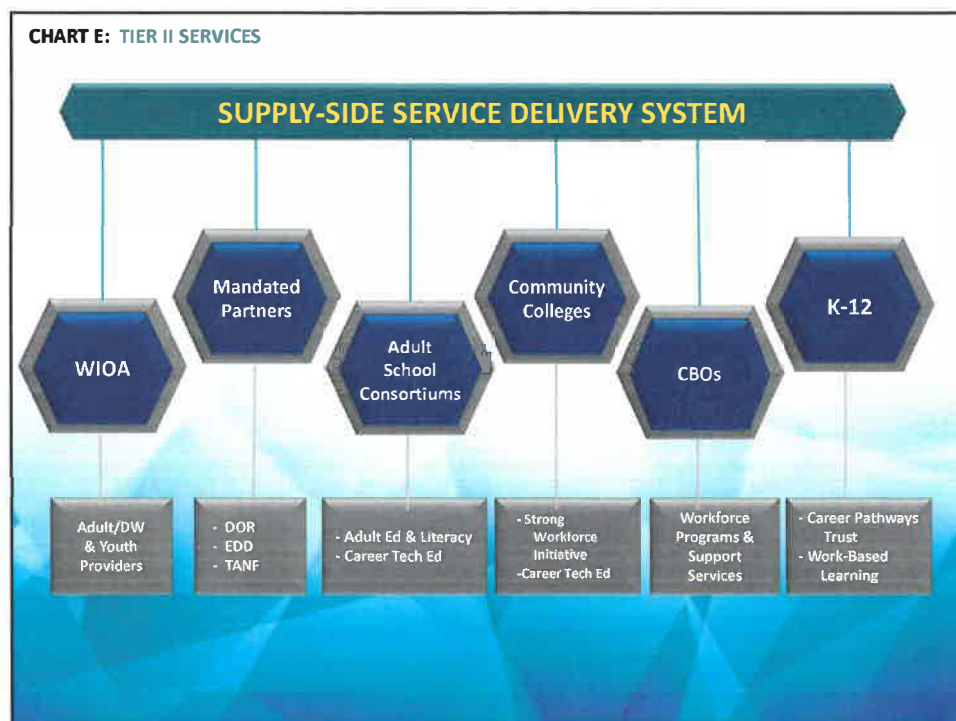 CHART E: TIER II SERVICES
SUPPLY-SIDE SERVICE DELIVERY SYSTEM
WIOA
Mandated
Partners
Adult
School
Consortiums
Community
Colleges
CBOs
K-12
Adult/DW
& Youth
Providers
- DOR
- EDD
- TANF
- Adult Ed & Literacy
- Career Tech Ed
- Strong
Workforce
Initiative
-Career Tech Ed
Workforce
Programs &
Support
Services
- Career Pathways
Trust
- Work-Based
Learning